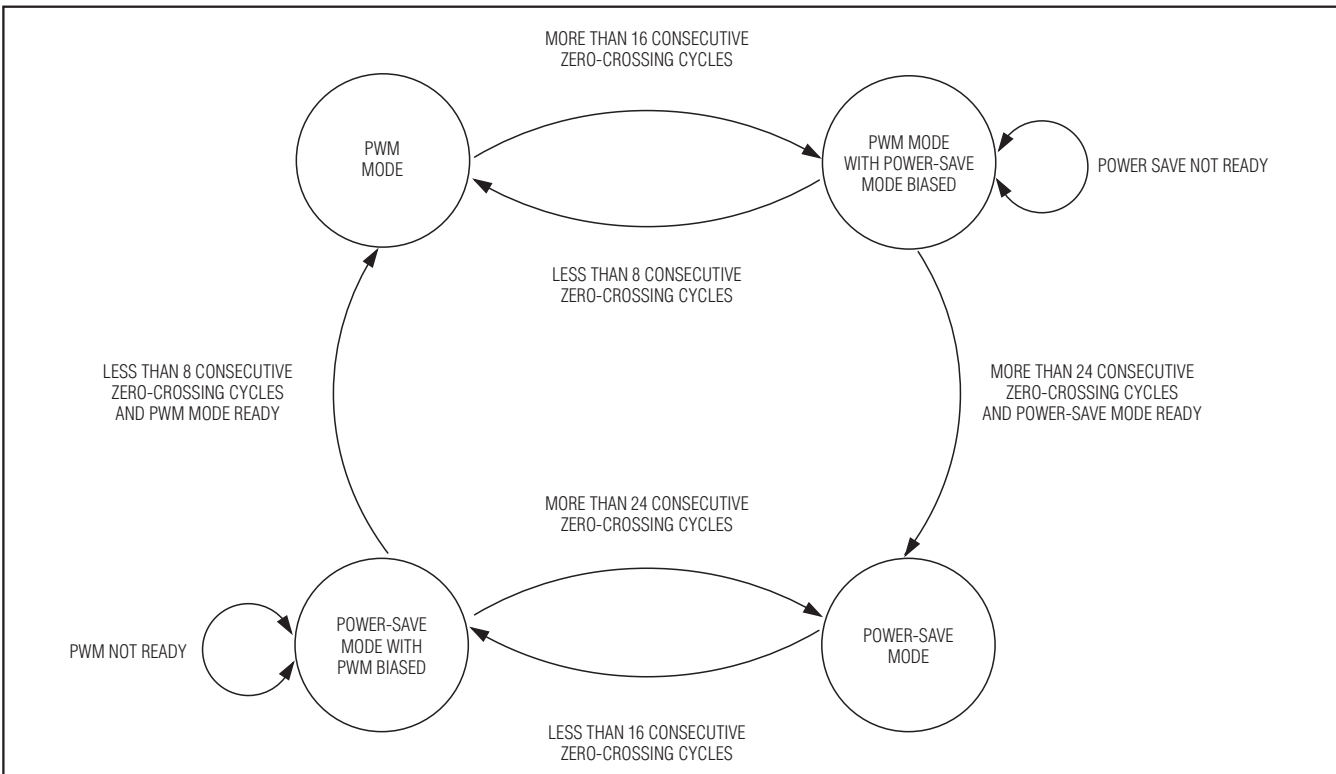 MORE THAN 16 CONSECUTIVE
ZERO-CROSSING CYCLES
PWM
MODE
PWM MODE
WITH POWER-SAVE
MODE BIASED
POWER SAVE NOT READY
LESS THAN 8 CONSECUTIVE
ZERO-CROSSING CYCLES
LESS THAN 8 CONSECUTIVE
ZERO-CROSSING CYCLES
AND PWM MODE READY
MORE THAN 24 CONSECUTIVE
ZERO-CROSSING CYCLES
AND POWER-SAVE MODE READY
MORE THAN 24 CONSECUTIVE
ZERO-CROSSING CYCLES
PWM NOT READY
POWER-SAVE
MODE WITH
PWM BIASED
POWER-SAVE
MODE
LESS THAN 16 CONSECUTIVE
ZERO-CROSSING CYCLES